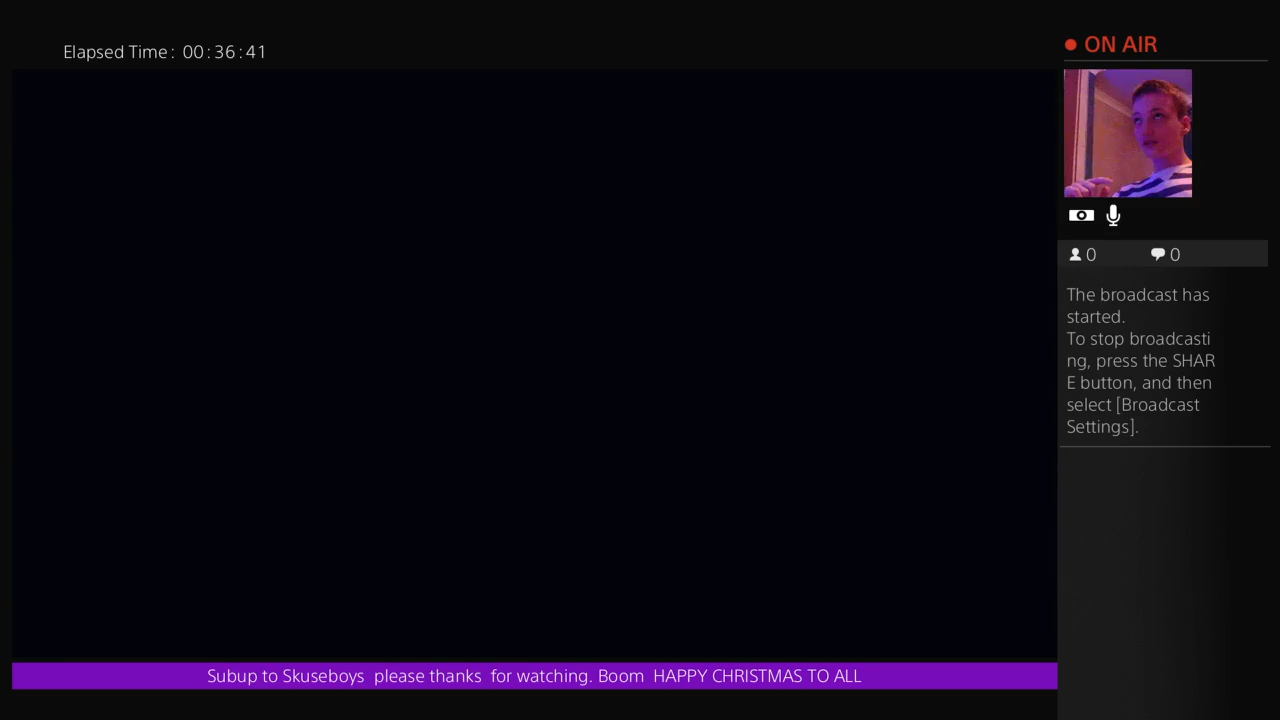 Elapsed Time: 00:36:41
ON AIR
0 0
The broadcast has
started.
To stop broadcasti
ng, press the SHAR
E button, and then
select [Broadcast
Settings].
Subup to Skuseboys please thanks for watching. Boom HAPPY CHRISTMAS TO ALL